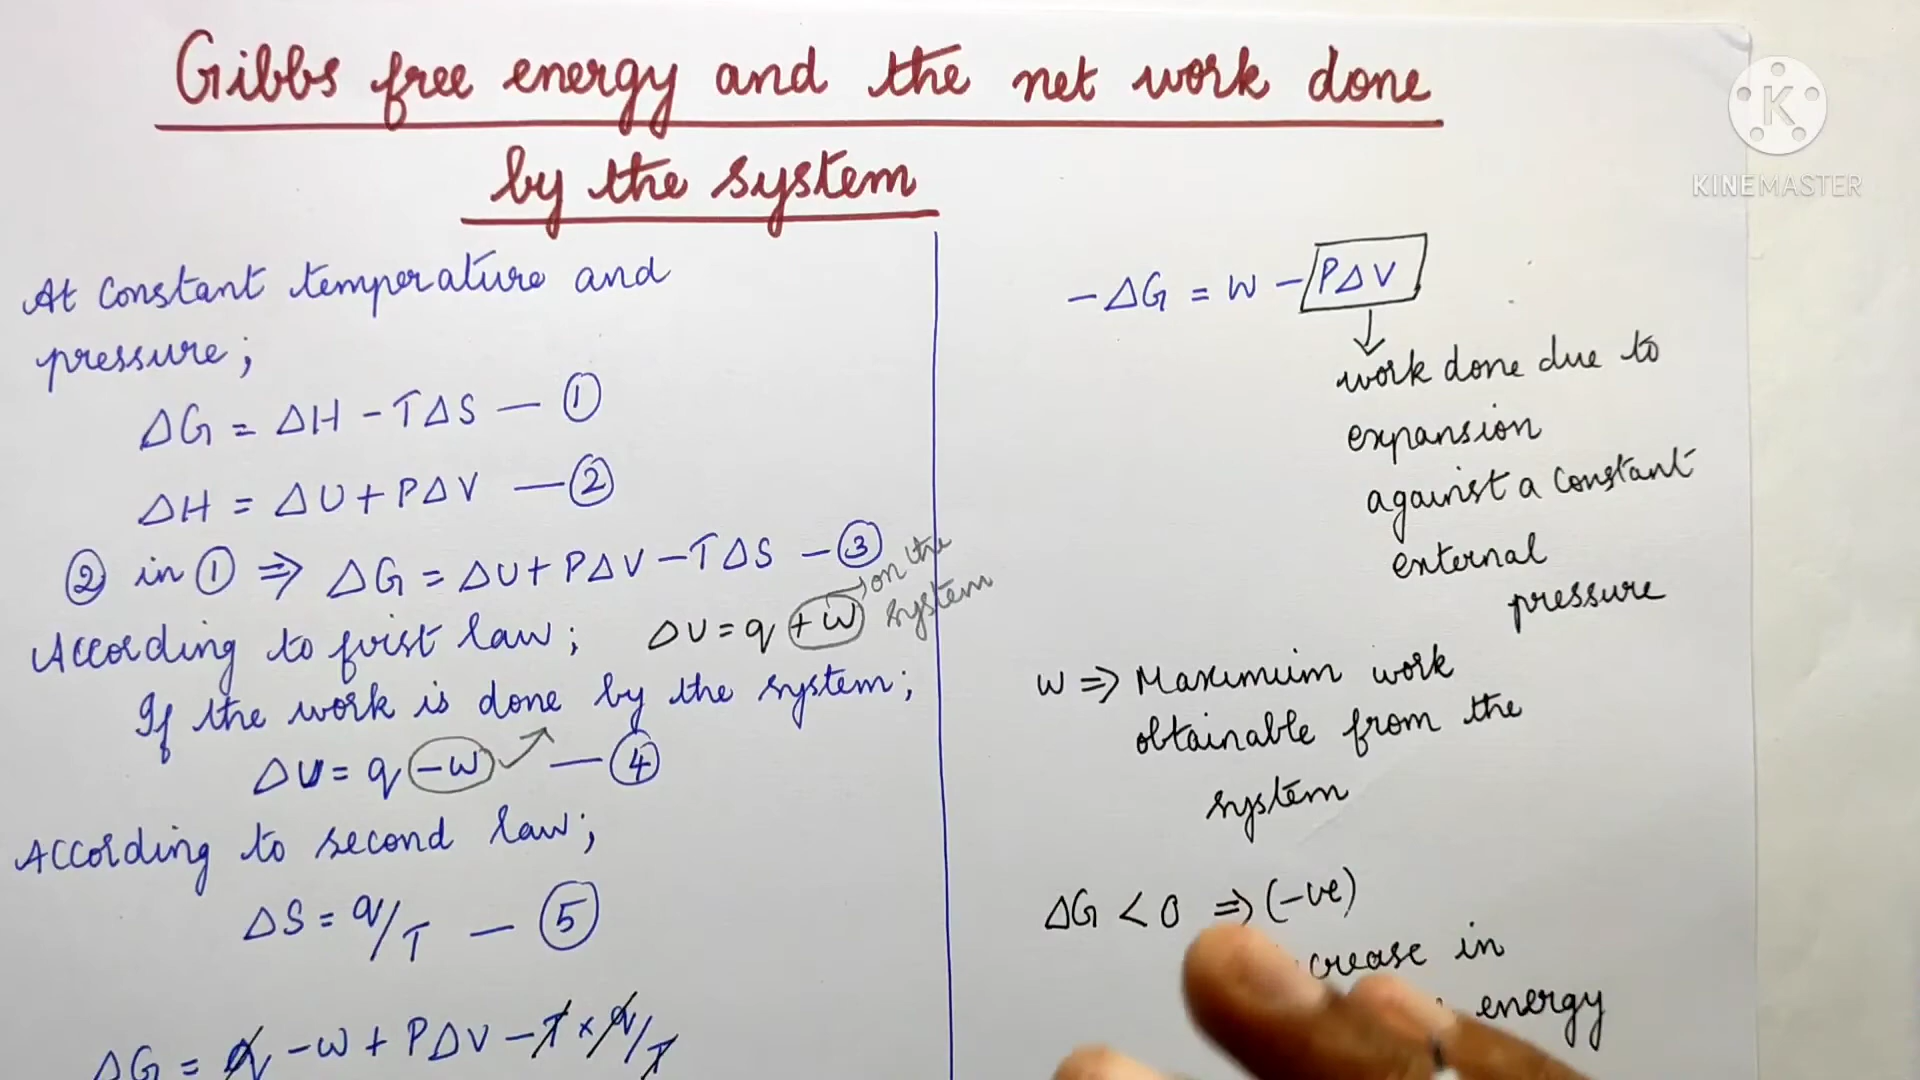 Gibbs free energy and the net work done
by the system
At constant temperature and
pressure;
ΔG = ΔH - TΔS — ①
ΔH = ΔU + PΔV — ②
② in ① ⇒ ΔG = ΔU + PΔV - TΔS — ③
According to first law; ΔU = q + w → on the
system
If the work is done by the system;
ΔU = q - w — ④
According to second law;
ΔS = q/T — ⑤
ΔG = q - w + PΔV - T × q/T
-ΔG = w - PΔV
work done due to
expansion
against a constant
external
pressure
w ⇒ Maximum work
obtainable from the
system
ΔG < 0 ⇒ (-ve)
crease in
energy
K
KINEMASTER